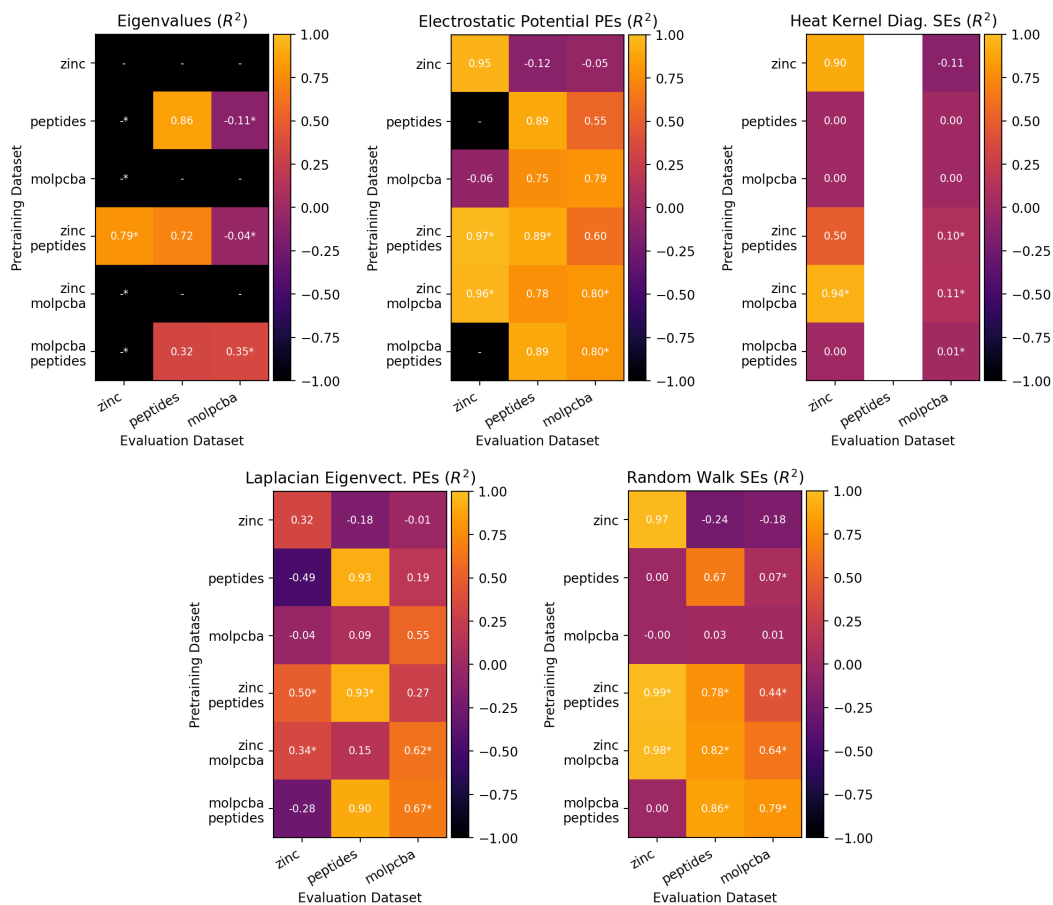 Eigenvalues (R²)
zinc - - -
peptides -* 0.86 -0.11*
molpcba -* - -
zinc
peptides 0.79* 0.72 -0.04*
zinc
molpcba -* - -
molpcba
peptides -* 0.32 0.35*
zinc peptides molpcba
Evaluation Dataset
Pretraining Dataset
1.00
0.75
0.50
0.25
0.00
−0.25
−0.50
−0.75
−1.00
Electrostatic Potential PEs (R²)
zinc 0.95 -0.12 -0.05
peptides - 0.89 0.55
molpcba -0.06 0.75 0.79
zinc
peptides 0.97* 0.89* 0.60
zinc
molpcba 0.96* 0.78 0.80*
molpcba
peptides - 0.89 0.80*
zinc peptides molpcba
Evaluation Dataset
Pretraining Dataset
1.00
0.75
0.50
0.25
0.00
−0.25
−0.50
−0.75
−1.00
Heat Kernel Diag. SEs (R²)
zinc 0.90 -0.11
peptides 0.00 0.00
molpcba 0.00 0.00
zinc
peptides 0.50 0.10*
zinc
molpcba 0.94* 0.11*
molpcba
peptides 0.00 0.01*
zinc peptides molpcba
Evaluation Dataset
Pretraining Dataset
1.00
0.75
0.50
0.25
0.00
−0.25
−0.50
−0.75
−1.00
Laplacian Eigenvect. PEs (R²)
zinc 0.32 -0.18 -0.01
peptides -0.49 0.93 0.19
molpcba -0.04 0.09 0.55
zinc
peptides 0.50* 0.93* 0.27
zinc
molpcba 0.34* 0.15 0.62*
molpcba
peptides -0.28 0.90 0.67*
zinc peptides molpcba
Evaluation Dataset
Pretraining Dataset
1.00
0.75
0.50
0.25
0.00
−0.25
−0.50
−0.75
−1.00
Random Walk SEs (R²)
zinc 0.97 -0.24 -0.18
peptides 0.00 0.67 0.07*
molpcba -0.00 0.03 0.01
zinc
peptides 0.99* 0.78* 0.44*
zinc
molpcba 0.98* 0.82* 0.64*
molpcba
peptides 0.00 0.86* 0.79*
zinc peptides molpcba
Evaluation Dataset
Pretraining Dataset
1.00
0.75
0.50
0.25
0.00
−0.25
−0.50
−0.75
−1.00